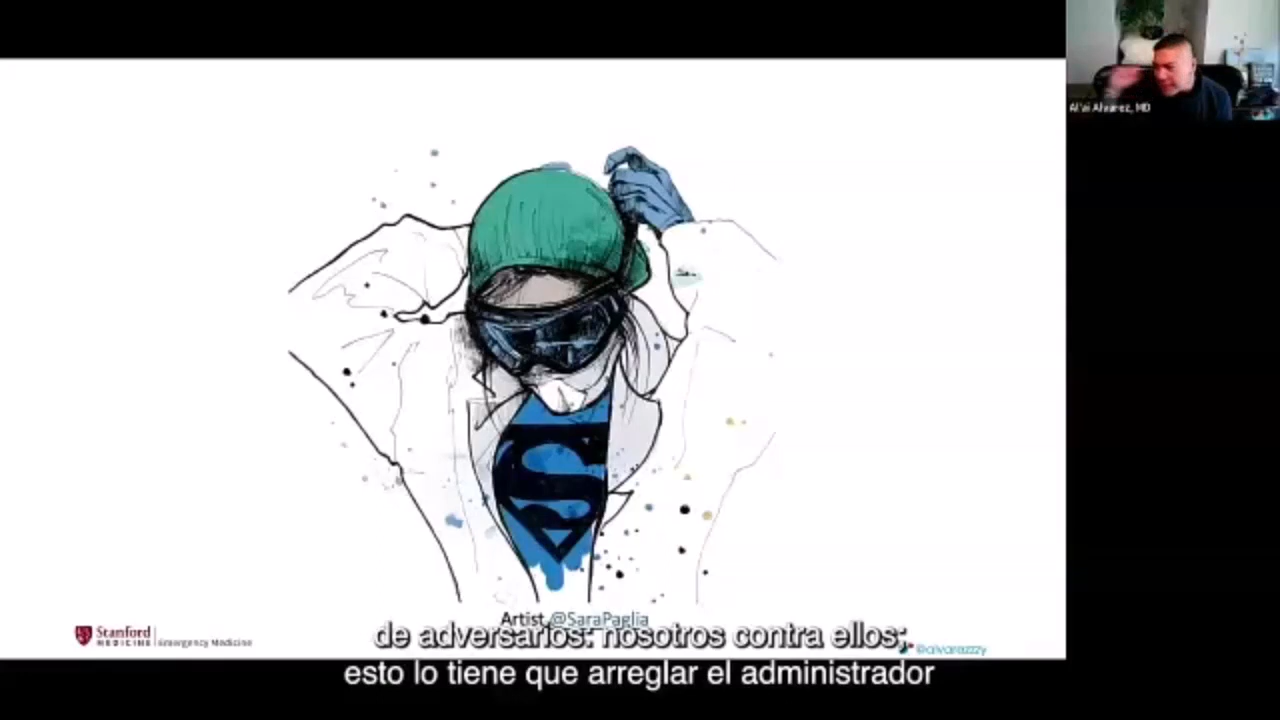 Al'ai Alvarez, MD
S
Artist @SaraPaglia
Stanford
MEDICINE | Emergency Medicine
@alvarezzzy
de adversarios: nosotros contra ellos;
esto lo tiene que arreglar el administrador